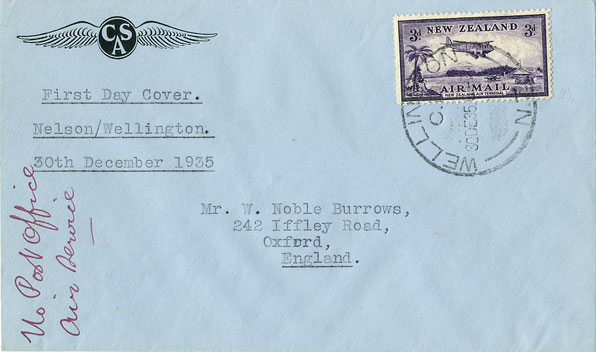 CSA
3d NEW ZEALAND 3d
AIR MAIL
NEW ZEALAND AIR TERMINAL
WELLINGTON
30DE35
N.Z.
First Day Cover.
Nelson/Wellington.
30th December 1935
Mr. W. Noble Burrows,
242 Iffley Road,
Oxford,
England.
No Post Office
Air Service